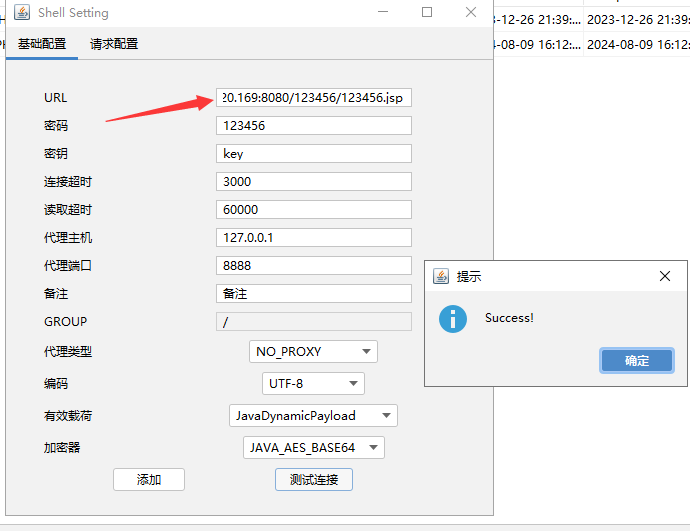 Shell Setting
基础配置 请求配置
-12-26 21:39:... 2023-12-26 21:39:...
-08-09 16:12:... 2024-08-09 16:12:...
URL 20.169:8080/123456/123456.jsp
密码 123456
密钥 key
连接超时 3000
读取超时 60000
代理主机 127.0.0.1
代理端口 8888
备注 备注
GROUP /
代理类型 NO_PROXY
编码 UTF-8
有效载荷 JavaDynamicPayload
加密器 JAVA_AES_BASE64
添加 测试连接
提示
Success!
确定